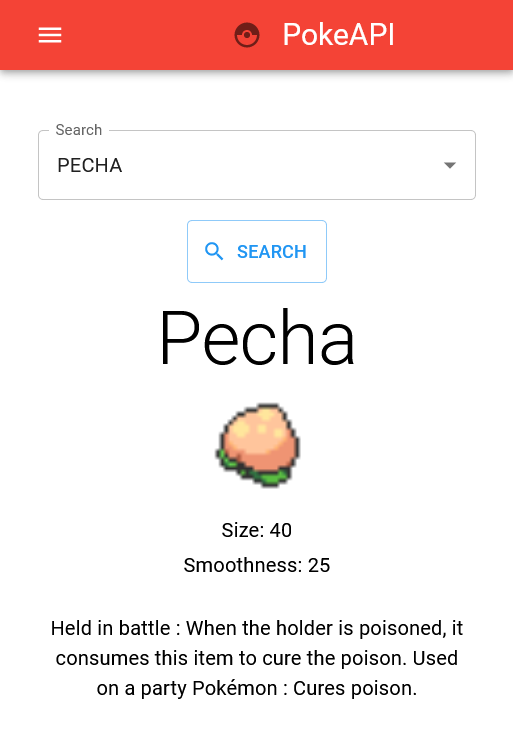 PokeAPI
Search
PECHA
SEARCH
Pecha
Size: 40
Smoothness: 25
Held in battle : When the holder is poisoned, it
consumes this item to cure the poison. Used
on a party Pokémon : Cures poison.